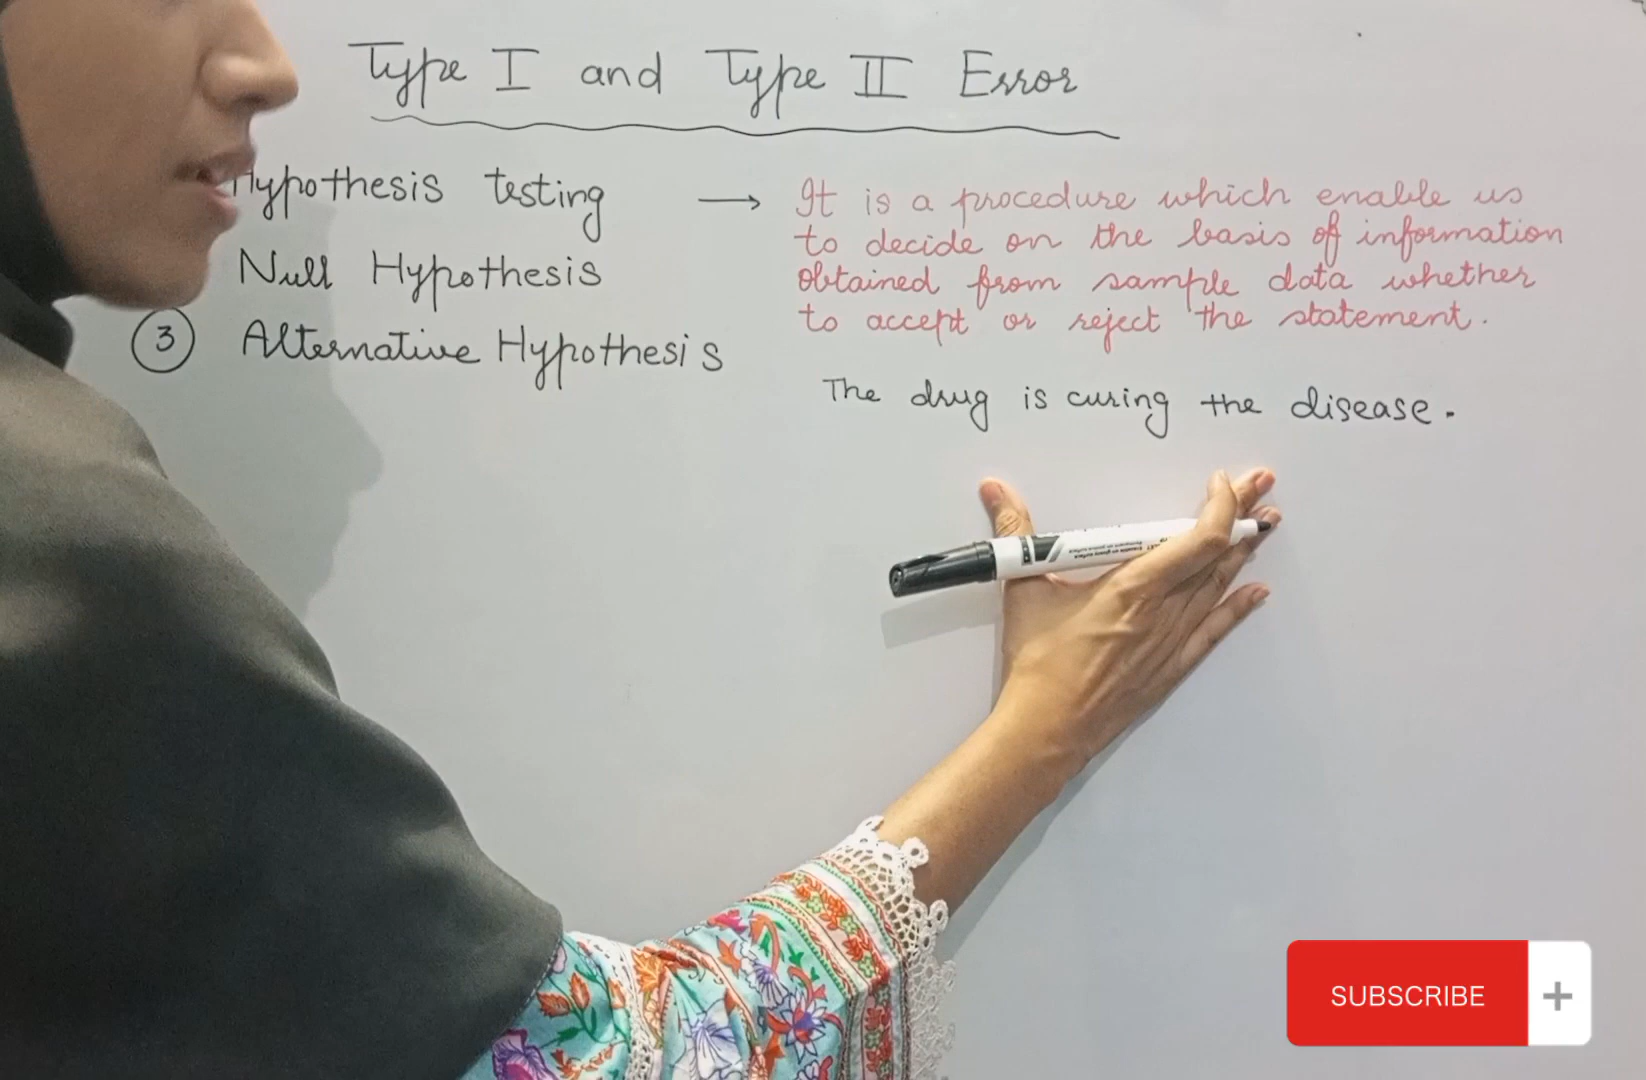 Type I and Type II Error
Hypothesis testing → It is a procedure which enable us
to decide on the basis of information
obtained from sample data whether
to accept or reject the statement.
Null Hypothesis
3 Alternative Hypothesis
The drug is curing the disease.
SUBSCRIBE +